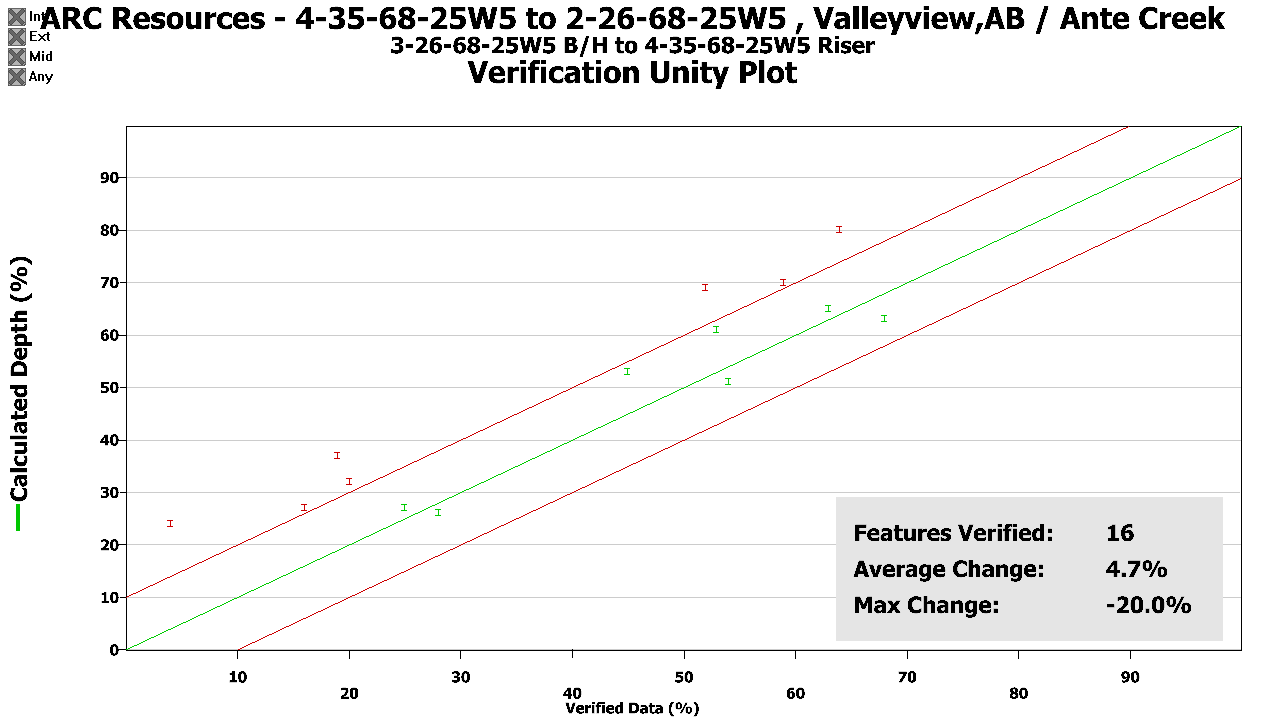 ARC Resources - 4-35-68-25W5 to 2-26-68-25W5 , Valleyview,AB / Ante Creek
3-26-68-25W5 B/H to 4-35-68-25W5 Riser
Verification Unity Plot
Ext
Mid
Any
90
80
70
60
50
40
30
20
10
0
Calculated Depth (%)
Features Verified: 16
Average Change: 4.7%
Max Change: -20.0%
10 20 30 40 50 60 70 80 90
Verified Data (%)